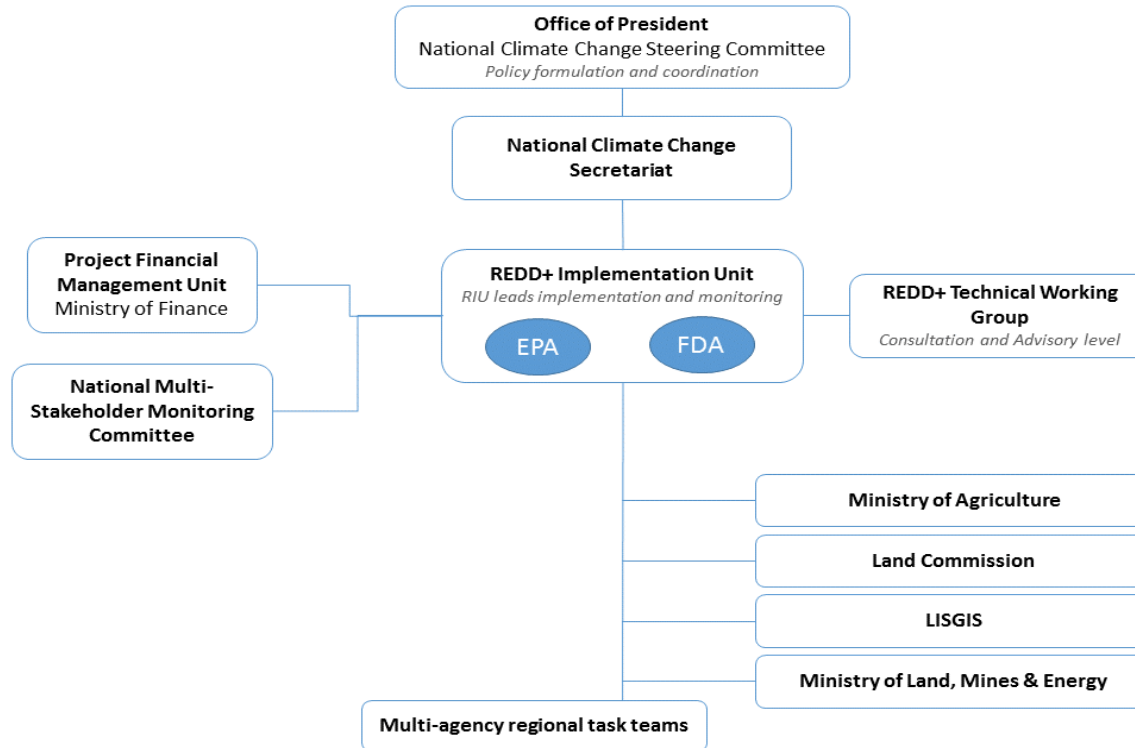 Office of President
National Climate Change Steering Committee
Policy formulation and coordination
National Climate Change
Secretariat
Project Financial
Management Unit
Ministry of Finance
REDD+ Implementation Unit
RIU leads implementation and monitoring
EPA
FDA
REDD+ Technical Working
Group
Consultation and Advisory level
National Multi-
Stakeholder Monitoring
Committee
Ministry of Agriculture
Land Commission
LISGIS
Ministry of Land, Mines & Energy
Multi-agency regional task teams